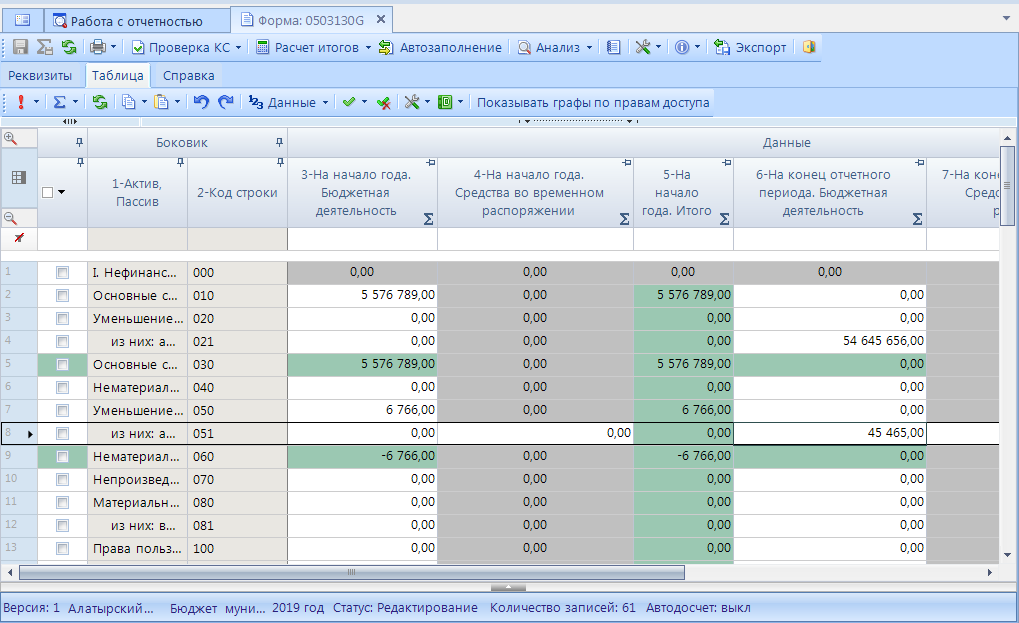 Работа с отчетностью
Форма: 0503130G
Проверка КС
Расчет итогов
Автозаполнение
Анализ
Экспорт
Реквизиты
Таблица
Справка
Данные
Показывать графы по правам доступа
Боковик
Данные
1-Актив, Пассив
2-Код строки
3-На начало года. Бюджетная деятельность
4-На начало года. Средства во временном распоряжении
5-На начало года. Итого
6-На конец отчетного периода. Бюджетная деятельность
7-На кон
Средс
р
1 I. Нефинанс... 000 0,00 0,00 0,00 0,00
2 Основные с... 010 5 576 789,00 0,00 5 576 789,00 0,00
3 Уменьшение... 020 0,00 0,00 0,00 0,00
4 из них: а... 021 0,00 0,00 0,00 54 645 656,00
5 Основные с... 030 5 576 789,00 0,00 5 576 789,00 0,00
6 Нематериал... 040 0,00 0,00 0,00 0,00
7 Уменьшение... 050 6 766,00 0,00 6 766,00 0,00
8 из них: а... 051 0,00 0,00 0,00 45 465,00
9 Нематериал... 060 -6 766,00 0,00 -6 766,00 0,00
10 Непроизвед... 070 0,00 0,00 0,00 0,00
11 Материальн... 080 0,00 0,00 0,00 0,00
12 из них: в... 081 0,00 0,00 0,00 0,00
13 Права польз... 100 0,00 0,00 0,00 0,00
Версия: 1 Алатырский... Бюджет муни... 2019 год Статус: Редактирование Количество записей: 61 Автодосчет: выкл